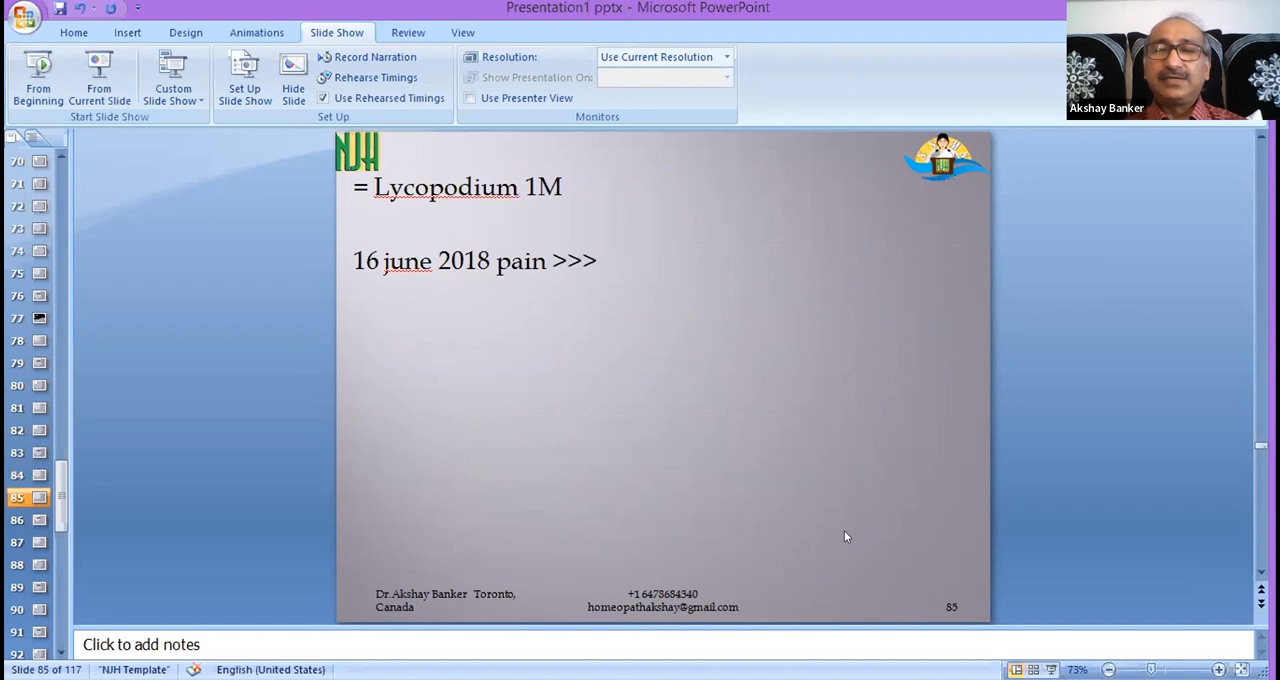 Presentation1 pptx - Microsoft PowerPoint
Home Insert Design Animations Slide Show Review View
From Beginning
From Current Slide
Custom Slide Show
Start Slide Show
Set Up Slide Show
Hide Slide
Record Narration
Rehearse Timings
Use Rehearsed Timings
Set Up
Resolution: Use Current Resolution
Show Presentation On:
Use Presenter View
Monitors
Akshay Banker
70
71
72
73
74
75
76
77
78
79
80
81
82
83
84
85
86
87
88
89
90
91
92
NJH
NJH
= Lycopodium 1M
16 june 2018 pain >>>
Dr.Akshay Banker Toronto,
Canada
+1 6478684340
homeopathakshay@gmail.com
85
Click to add notes
Slide 85 of 117 "NJH Template" English (United States) 73%